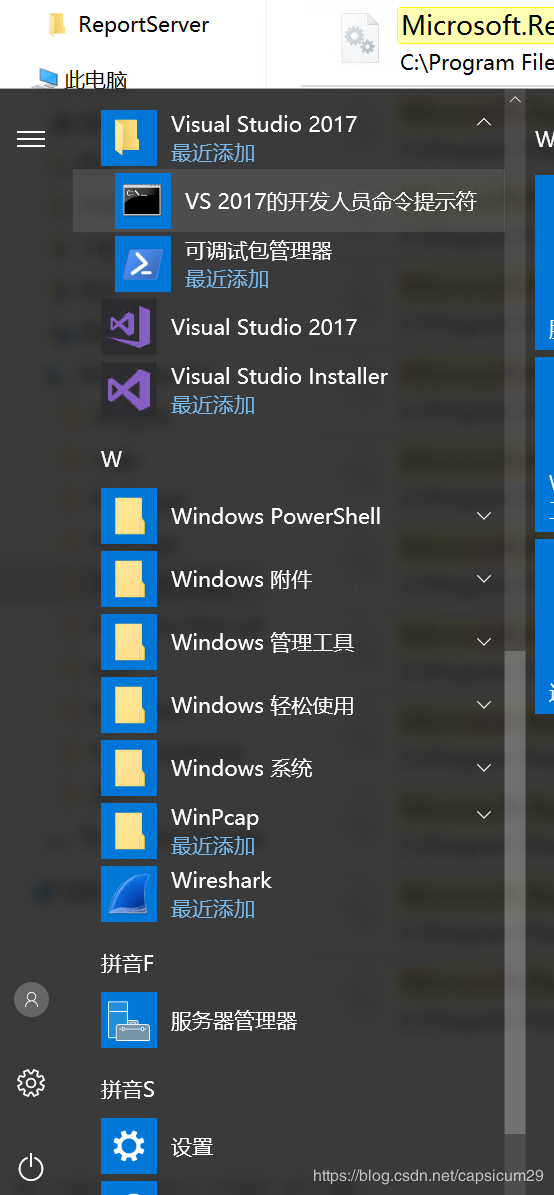 ReportServer
Microsoft.Re
C:\Program File
此电脑
Visual Studio 2017
最近添加
VS 2017的开发人员命令提示符
可调试包管理器
最近添加
Visual Studio 2017
Visual Studio Installer
最近添加
W
Windows PowerShell
Windows 附件
Windows 管理工具
Windows 轻松使用
Windows 系统
WinPcap
最近添加
Wireshark
最近添加
拼音F
服务器管理器
拼音S
设置
https://blog.csdn.net/capsicum29